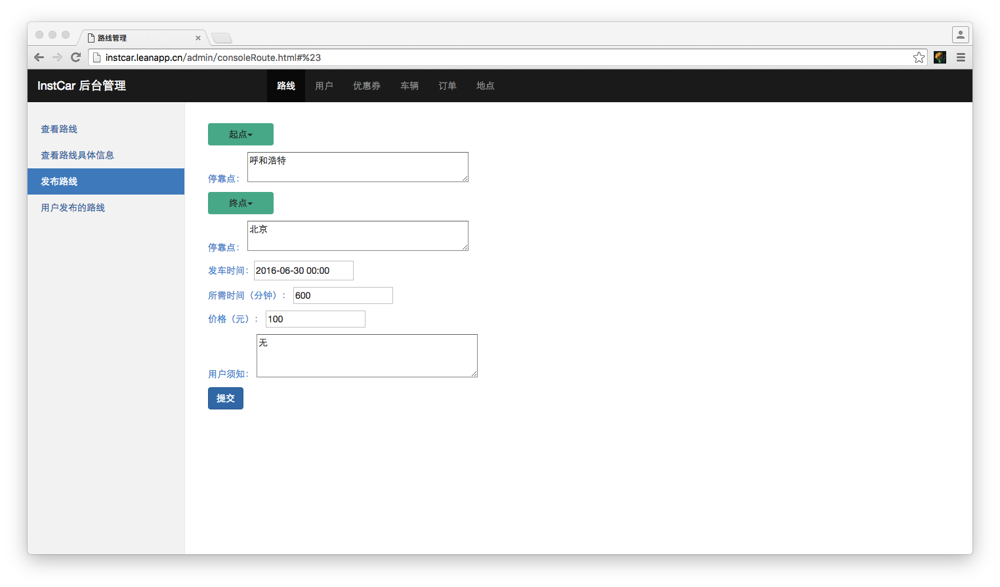 路线管理
instcar.leanapp.cn/admin/consoleRoute.html#%23
InstCar 后台管理 路线 用户 优惠券 车辆 订单 地点
查看路线
查看路线具体信息
发布路线
用户发布的路线
起点
停靠点： 呼和浩特
终点
停靠点： 北京
发车时间： 2016-06-30 00:00
所需时间（分钟）： 600
价格（元）： 100
用户须知： 无
提交